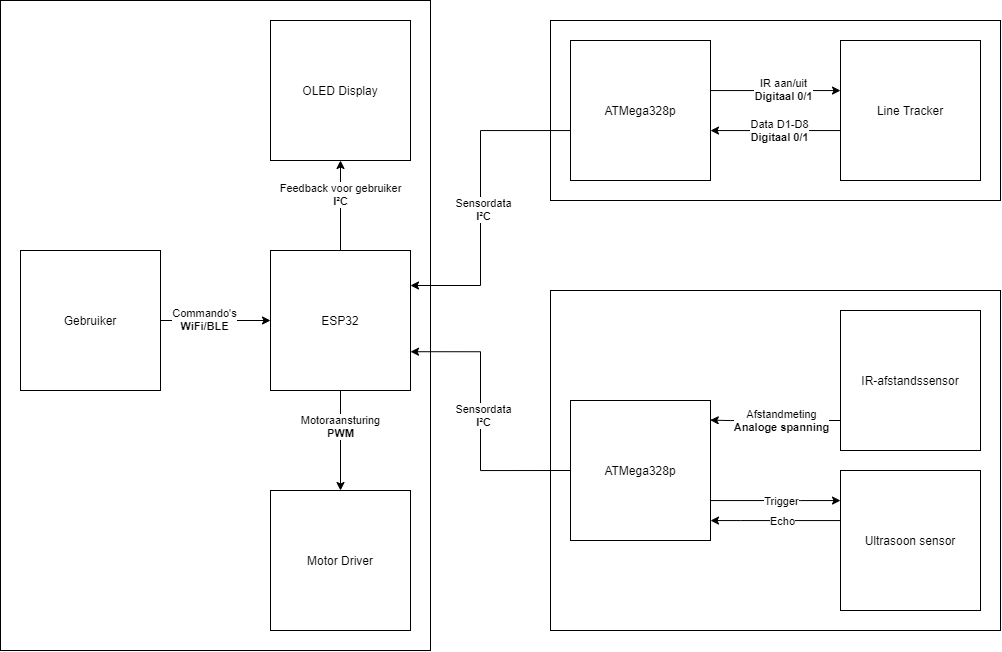 OLED Display
Feedback voor gebruiker
I²C
Gebruiker
Commando's
WiFi/BLE
ESP32
Motoraansturing
PWM
Motor Driver
Sensordata
I²C
Sensordata
I²C
ATMega328p
IR aan/uit
Digitaal 0/1
Data D1-D8
Digitaal 0/1
Line Tracker
ATMega328p
Afstandmeting
Analoge spanning
IR-afstandssensor
Trigger
Echo
Ultrasoon sensor